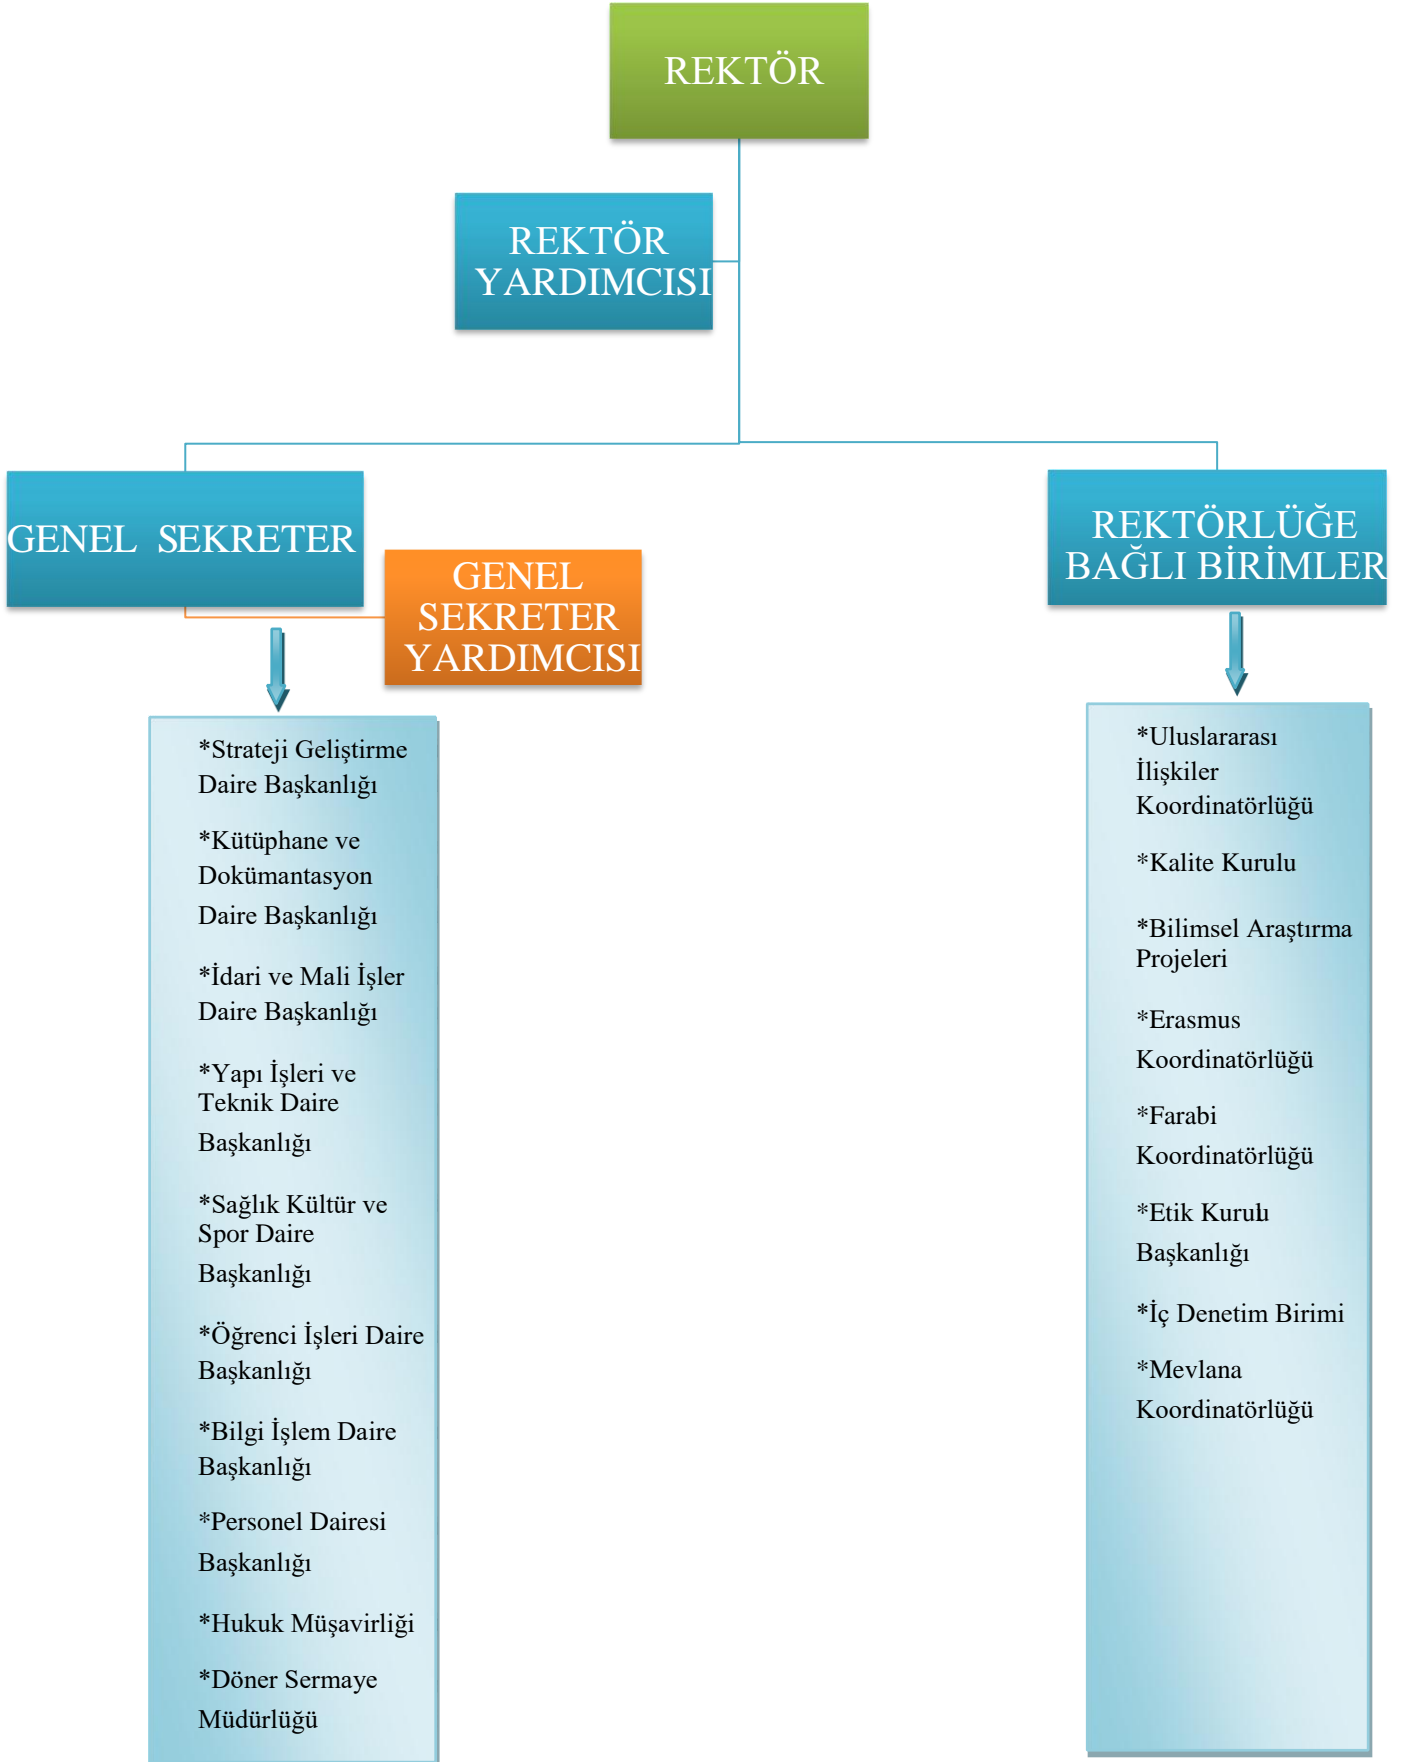 REKTÖR
REKTÖR
YARDIMCISI
GENEL SEKRETER
GENEL
SEKRETER
YARDIMCISI
REKTÖRLÜĞE
BAĞLI BİRİMLER
*Strateji Geliştirme
Daire Başkanlığı
*Kütüphane ve
Dokümantasyon
Daire Başkanlığı
*İdari ve Mali İşler
Daire Başkanlığı
*Yapı İşleri ve
Teknik Daire
Başkanlığı
*Sağlık Kültür ve
Spor Daire
Başkanlığı
*Öğrenci İşleri Daire
Başkanlığı
*Bilgi İşlem Daire
Başkanlığı
*Personel Dairesi
Başkanlığı
*Hukuk Müşavirliği
*Döner Sermaye
Müdürlüğü
*Uluslararası
İlişkiler
Koordinatörlüğü
*Kalite Kurulu
*Bilimsel Araştırma
Projeleri
*Erasmus
Koordinatörlüğü
*Farabi
Koordinatörlüğü
*Etik Kurulu
Başkanlığı
*İç Denetim Birimi
*Mevlana
Koordinatörlüğü